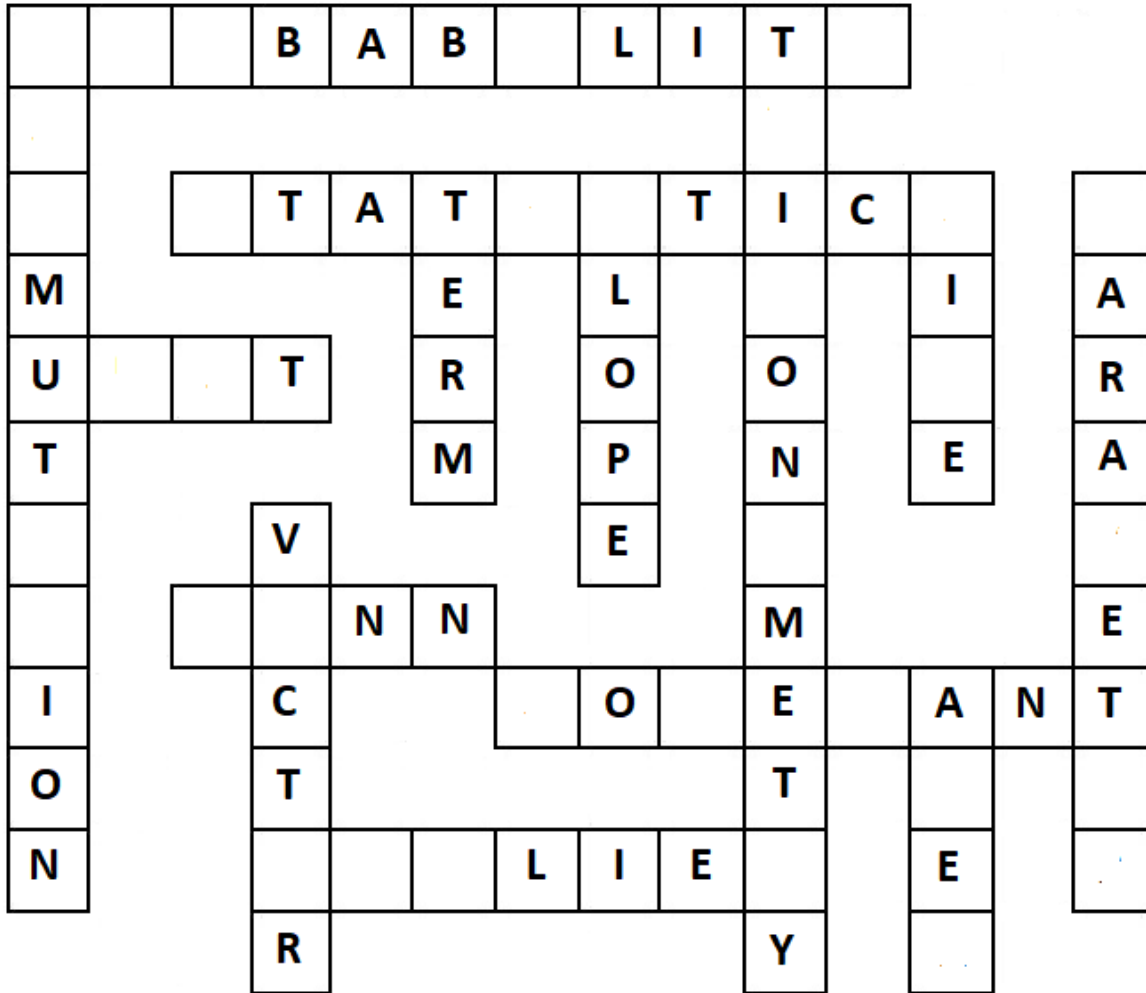 B A B L I T
T A T T I C
M E L I A
U T R O O R
T M P N E A
V E
N N M E
I C O E A N T
O T T
N L I E E
R Y